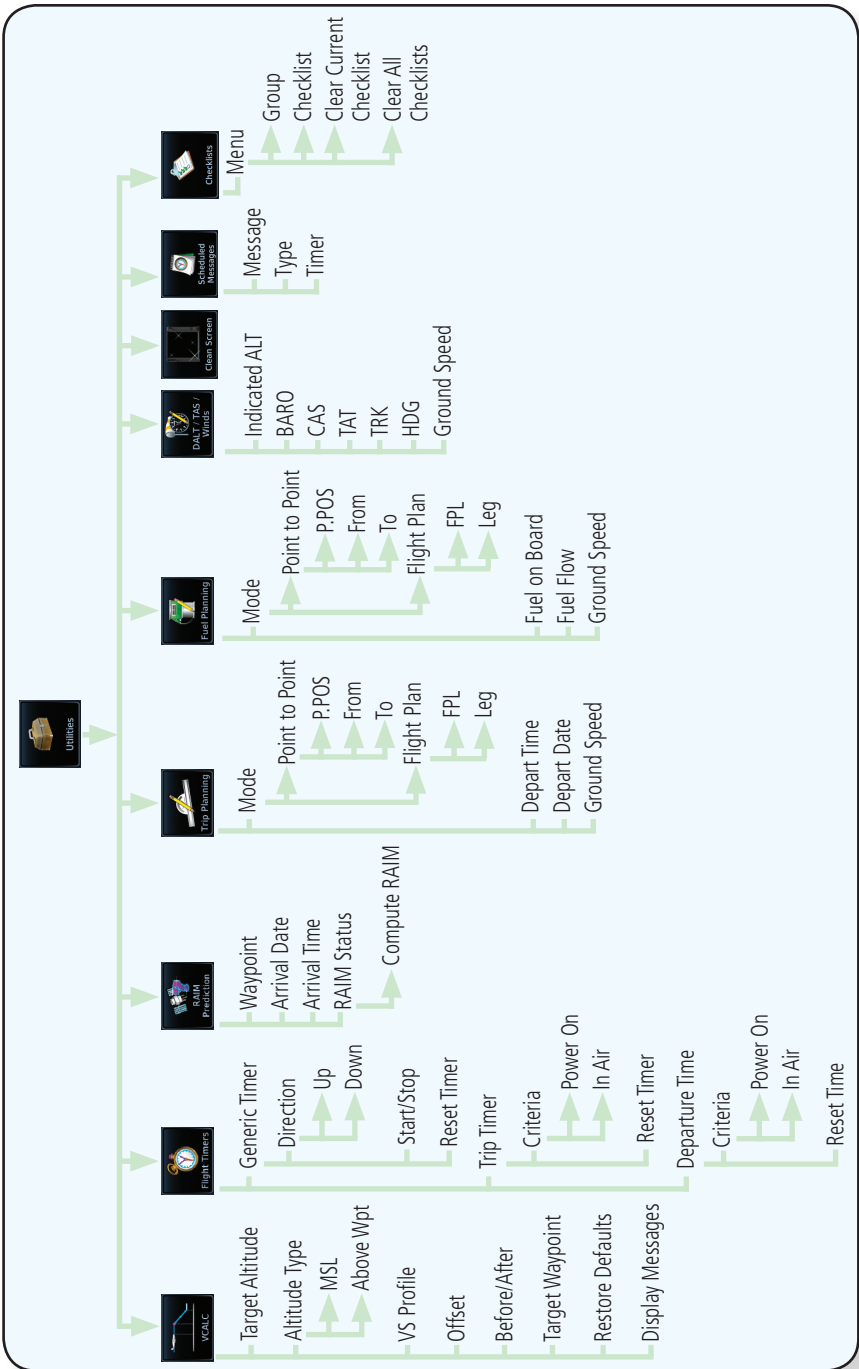 Utilities
VCALC
Target Altitude
Altitude Type
MSL
Above Wpt
VS Profile
Offset
Before/After
Target Waypoint
Restore Defaults
Display Messages
Flight Timers
Generic Timer
Direction
Up
Down
Start/Stop
Reset Timer
Trip Timer
Criteria
Power On
In Air
Reset Timer
Departure Time
Criteria
Power On
In Air
Reset Time
RAIM
Prediction
Waypoint
Arrival Date
Arrival Time
RAIM Status
Compute RAIM
Trip Planning
Mode
Point to Point
P.POS
From
To
Flight Plan
FPL
Leg
Depart Time
Depart Date
Ground Speed
Fuel Planning
Mode
Point to Point
P.POS
From
To
Flight Plan
FPL
Leg
Fuel on Board
Fuel Flow
Ground Speed
DALT / TAS /
Winds
Indicated ALT
BARO
CAS
TAT
TRK
HDG
Ground Speed
Clean Screen
Scheduled
Messages
Message
Type
Timer
Checklists
Menu
Group
Checklist
Clear Current
Checklist
Clear All
Checklists